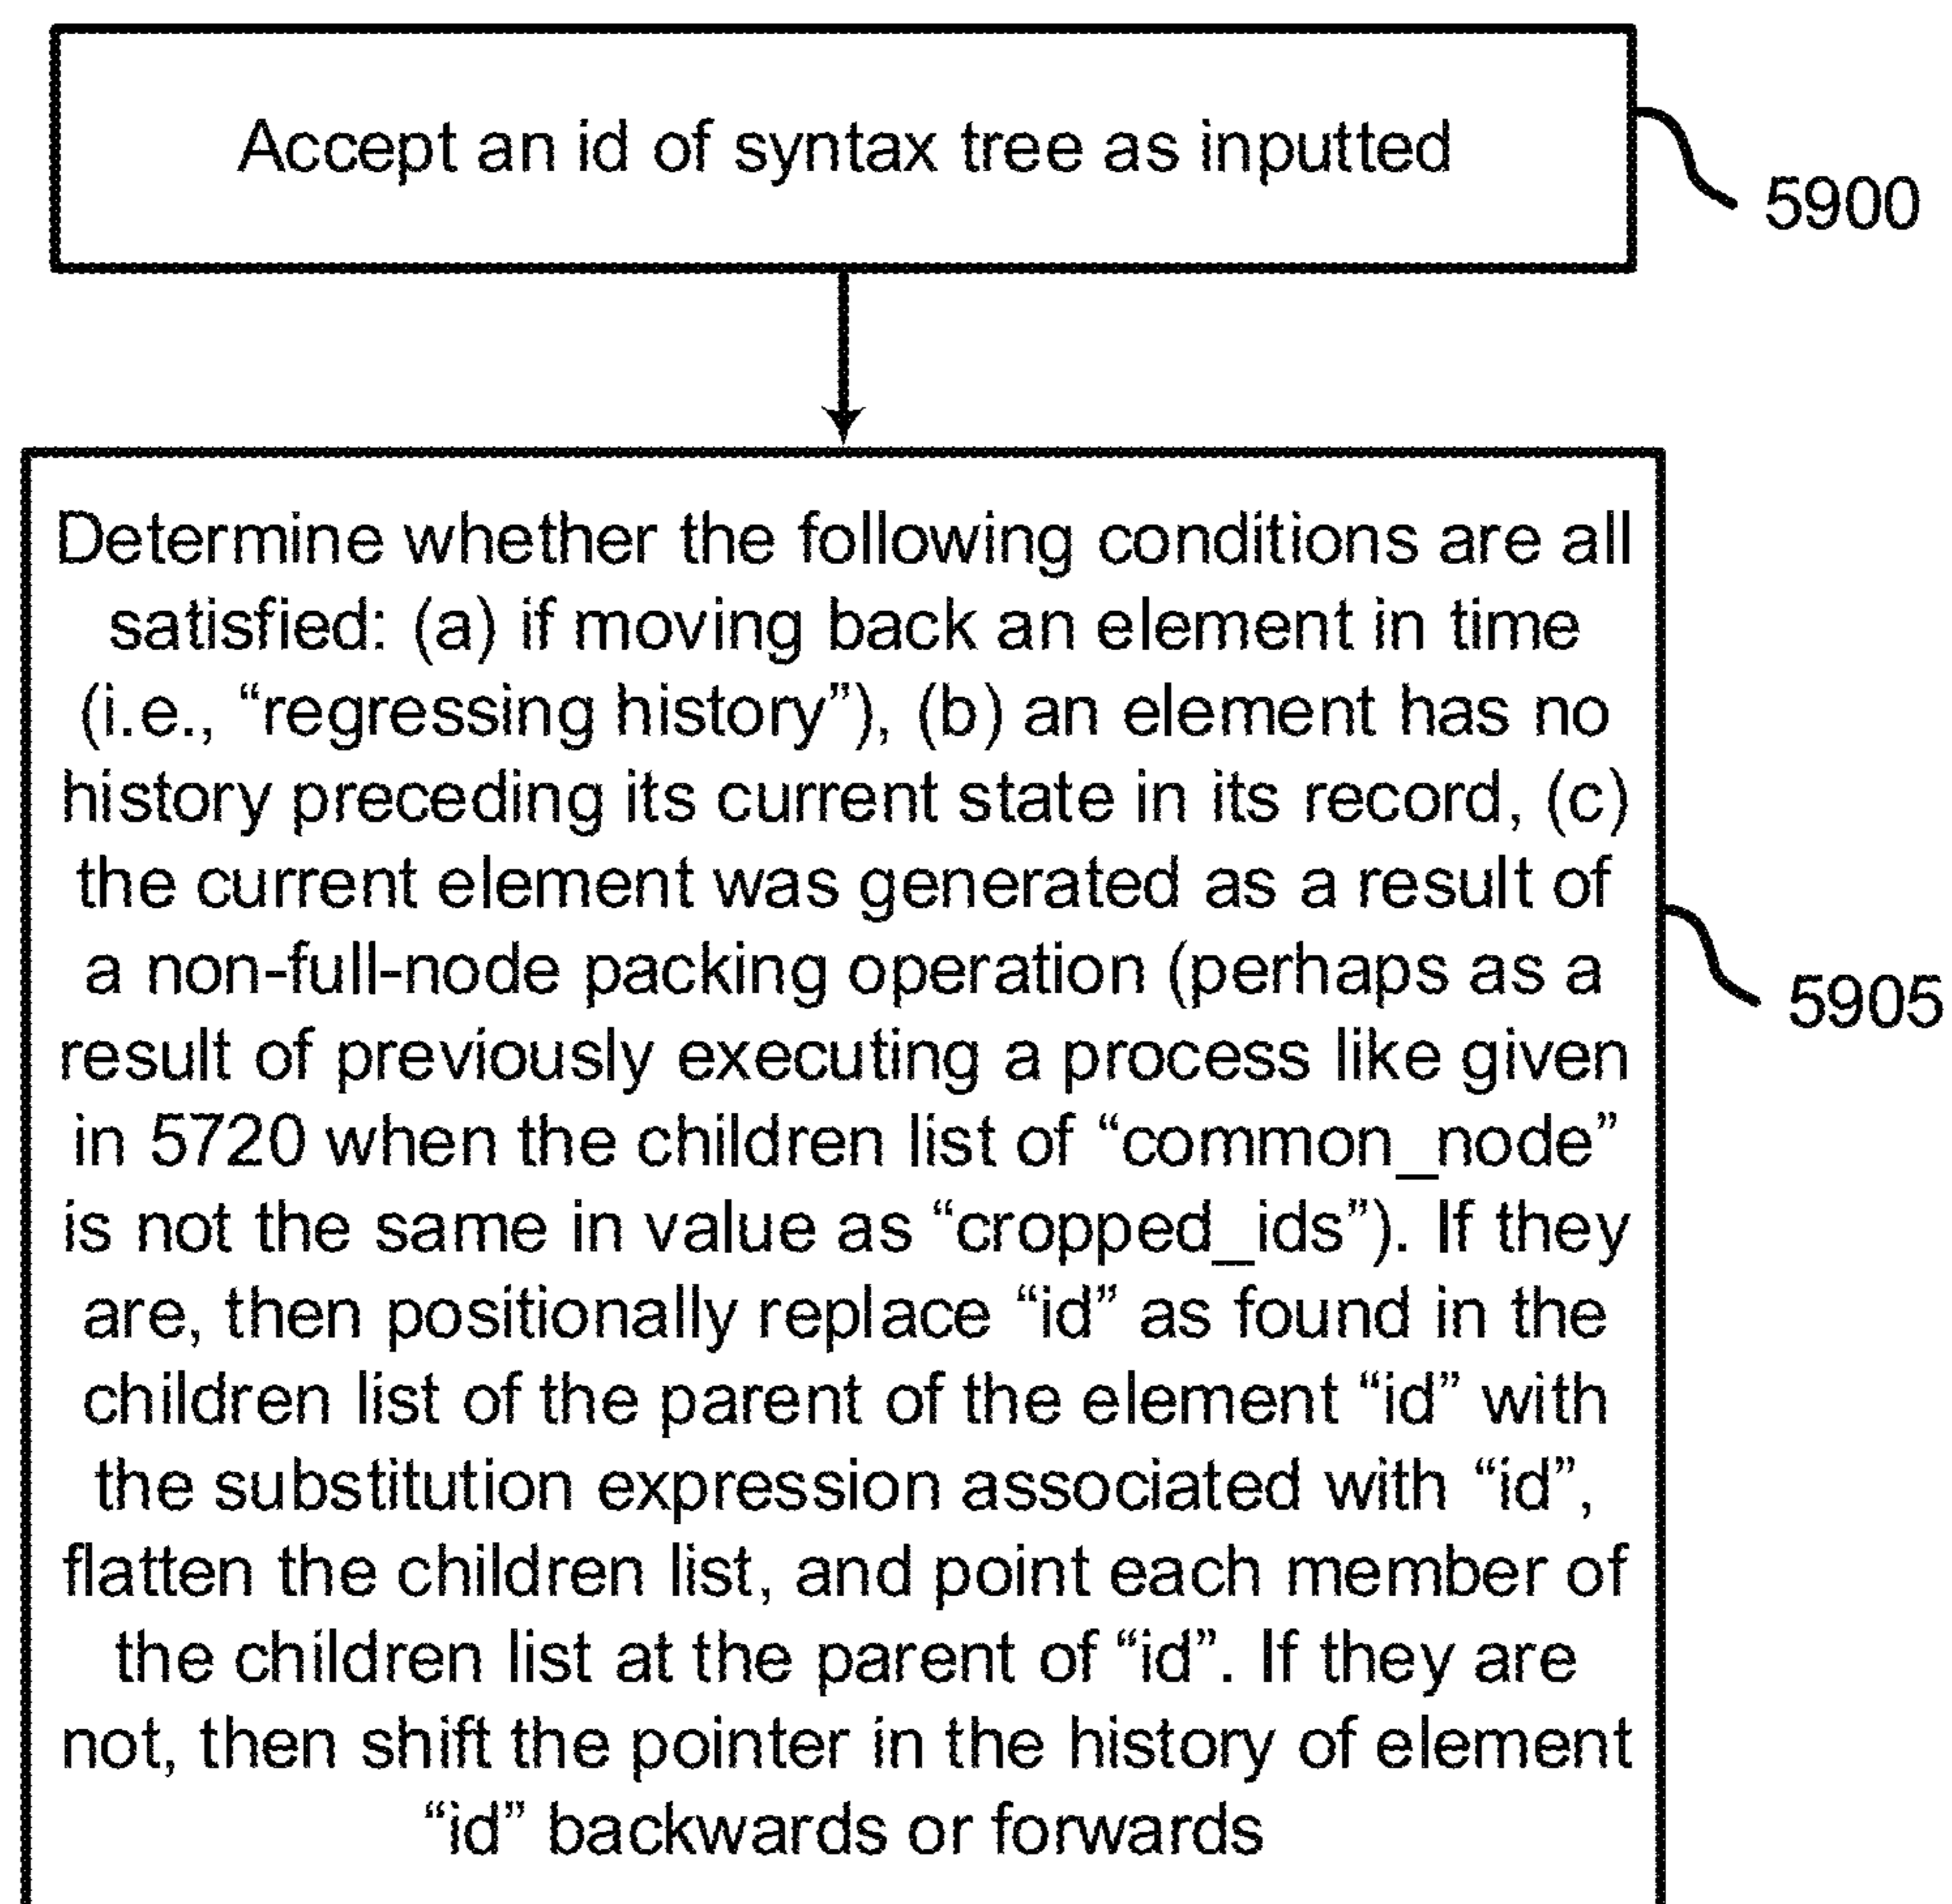 Accept an id of syntax tree as inputted
5900
Determine whether the following conditions are all
satisfied: (a) if moving back an element in time
(i.e., “regressing history”), (b) an element has no
history preceding its current state in its record, (c)
the current element was generated as a result of
a non-full-node packing operation (perhaps as a
result of previously executing a process like given
in 5720 when the children list of “common_node”
is not the same in value as “cropped_ids”). If they
are, then positionally replace “id” as found in the
children list of the parent of the element “id” with
the substitution expression associated with “id”,
flatten the children list, and point each member of
the children list at the parent of “id”. If they are
not, then shift the pointer in the history of element
“id” backwards or forwards
5905